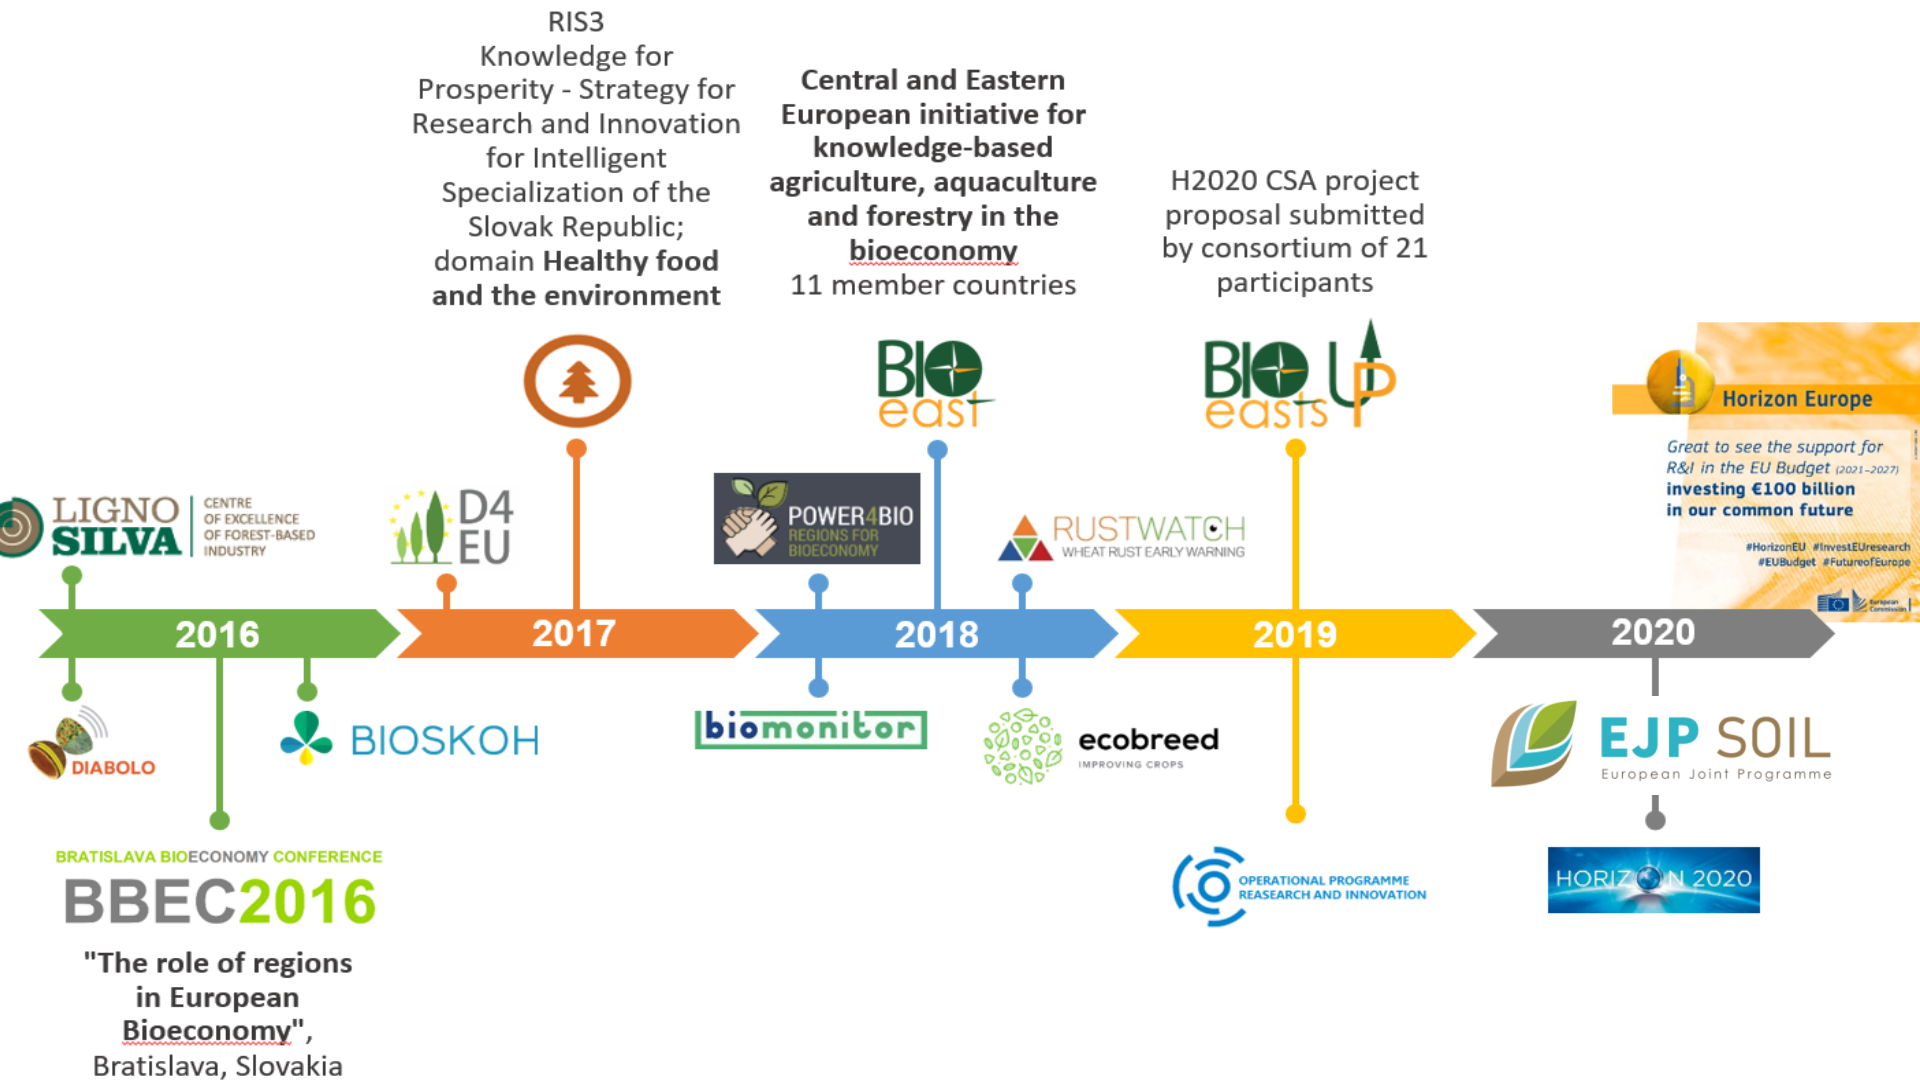 RIS3
Knowledge for
Prosperity - Strategy for
Research and Innovation
for Intelligent
Specialization of the
Slovak Republic;
domain Healthy food
and the environment
Central and Eastern
European initiative for
knowledge-based
agriculture, aquaculture
and forestry in the
bioeconomy
11 member countries
H2020 CSA project
proposal submitted
by consortium of 21
participants
BIO
east
BIO UP
easts
Horizon Europe
Great to see the support for
R&I in the EU Budget (2021-2027)
investing €100 billion
in our common future
#HorizonEU #InvestEUresearch
#EUBudget #FutureofEurope
European
Commission
LIGNO
SILVA
CENTRE
OF EXCELLENCE
OF FOREST-BASED
INDUSTRY
D4
EU
POWER4BIO
REGIONS FOR
BIOECONOMY
RUSTWATCH
WHEAT RUST EARLY WARNING
2016
2017
2018
2019
2020
DIABOLO
BIOSKOH
biomonitor
ecobreed
IMPROVING CROPS
EJP SOIL
European Joint Programme
BRATISLAVA BIOECONOMY CONFERENCE
BBEC2016
"The role of regions
in European
Bioeconomy",
Bratislava, Slovakia
OPERATIONAL PROGRAMME
REASEARCH AND INNOVATION
HORIZON 2020